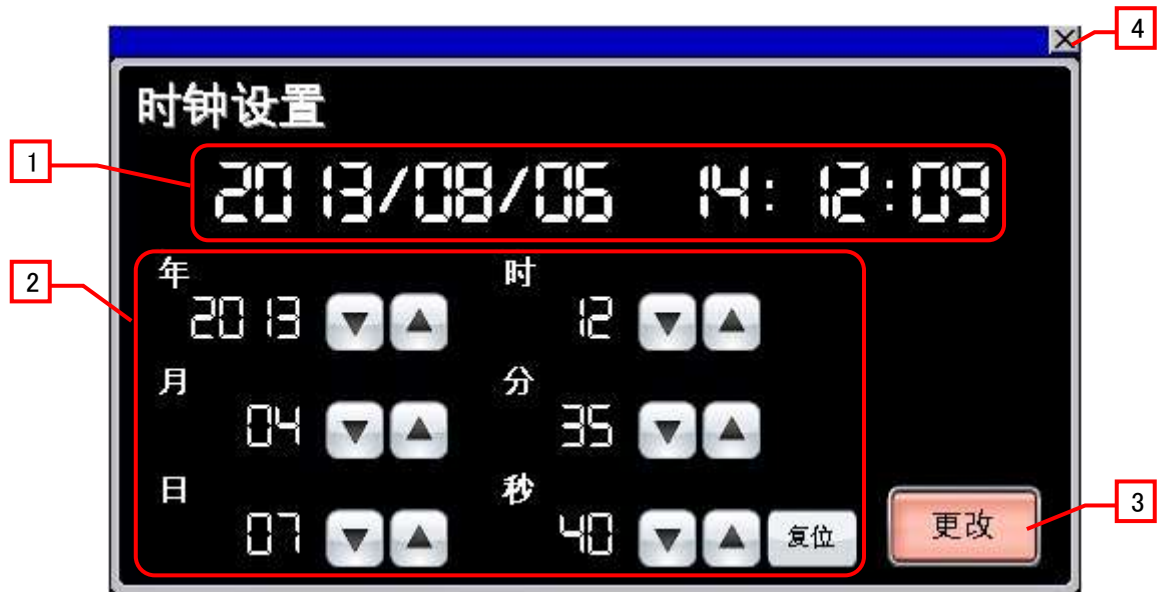 4
时钟设置
1
2013/08/06 14:12:09
2
年 时
2013 ▼ ▲ 12 ▼ ▲
月 分
04 ▼ ▲ 35 ▼ ▲
日 秒
07 ▼ ▲ 40 ▼ ▲ 复位 更改 3